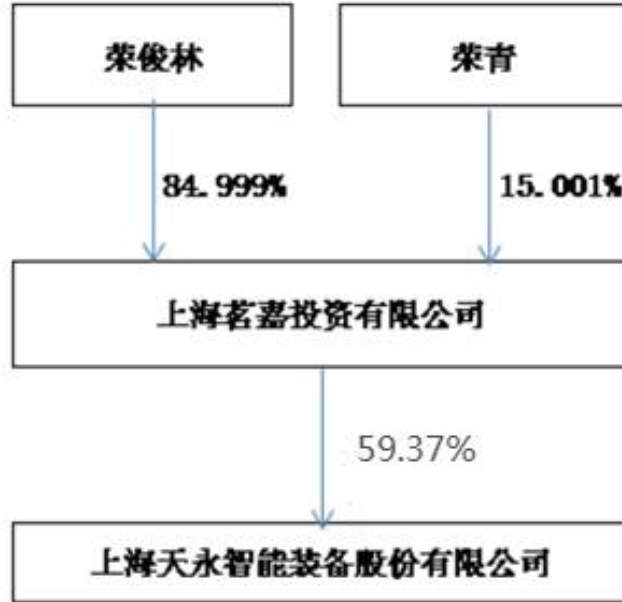 荣俊林
荣青
84.999%
15.001%
上海茗嘉投资有限公司
59.37%
上海天永智能装备股份有限公司